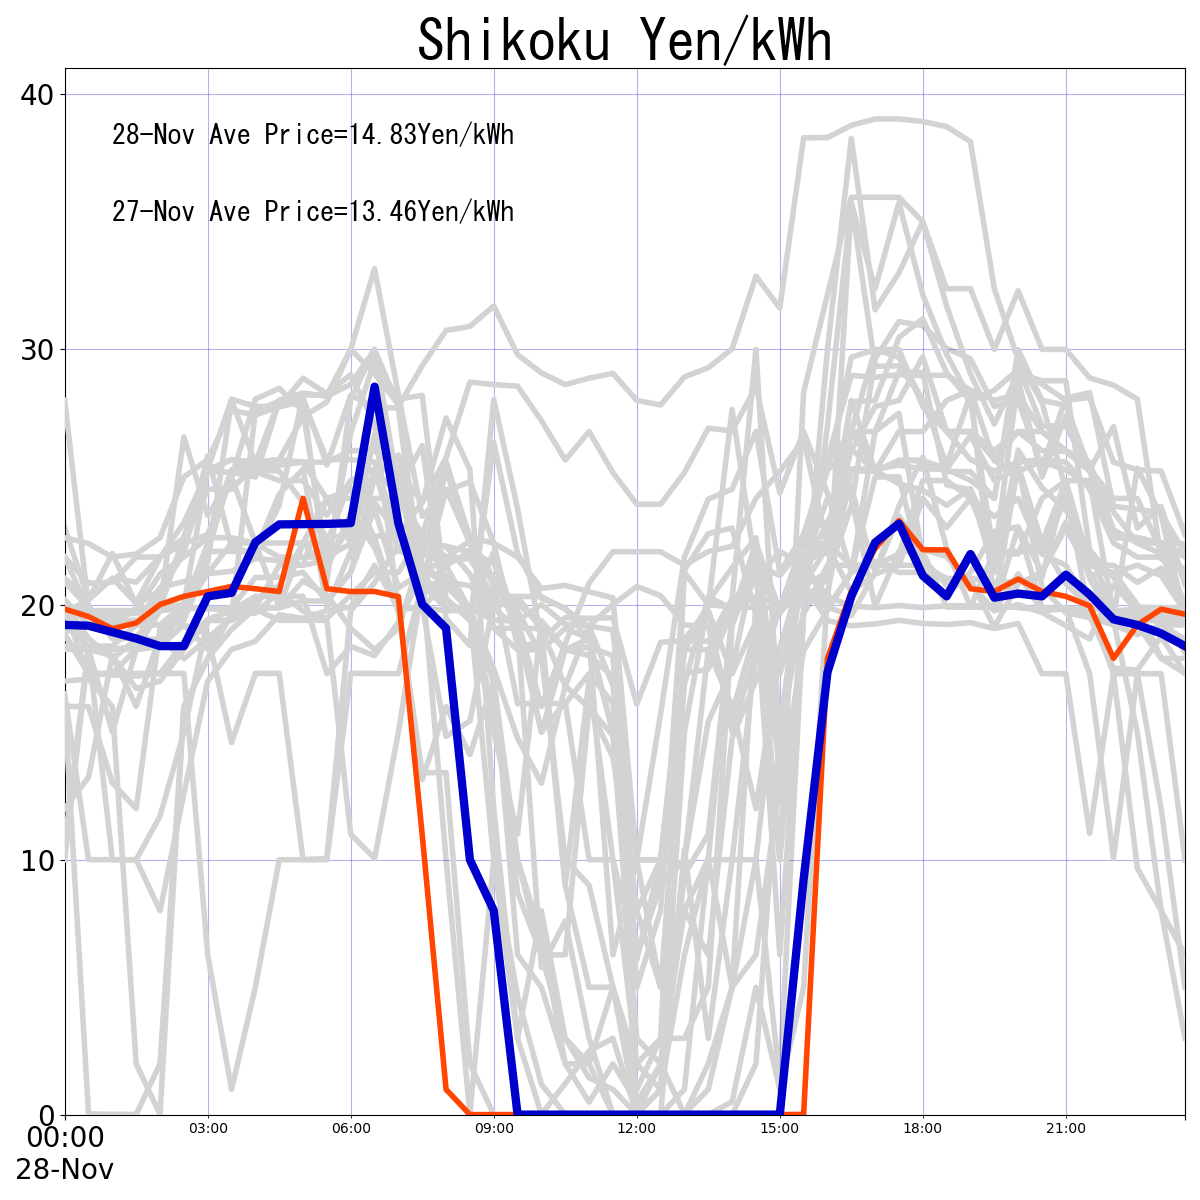 Shikoku Yen/kWh
40
28-Nov Ave Price=14.83Yen/kWh
27-Nov Ave Price=13.46Yen/kWh
30
20
10
0
00:00 03:00 06:00 09:00 12:00 15:00 18:00 21:00
28-Nov